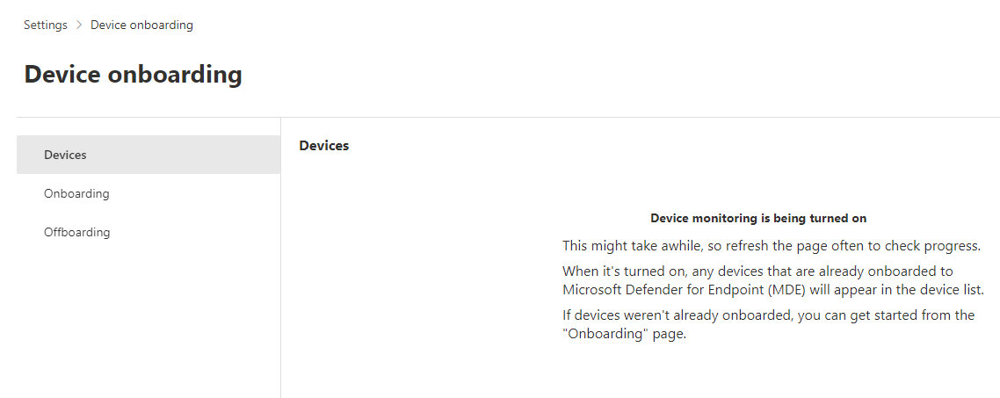 Settings > Device onboarding
Device onboarding
Devices
Onboarding
Offboarding
Devices
Device monitoring is being turned on
This might take awhile, so refresh the page often to check progress.
When it's turned on, any devices that are already onboarded to
Microsoft Defender for Endpoint (MDE) will appear in the device list.
If devices weren't already onboarded, you can get started from the
"Onboarding" page.